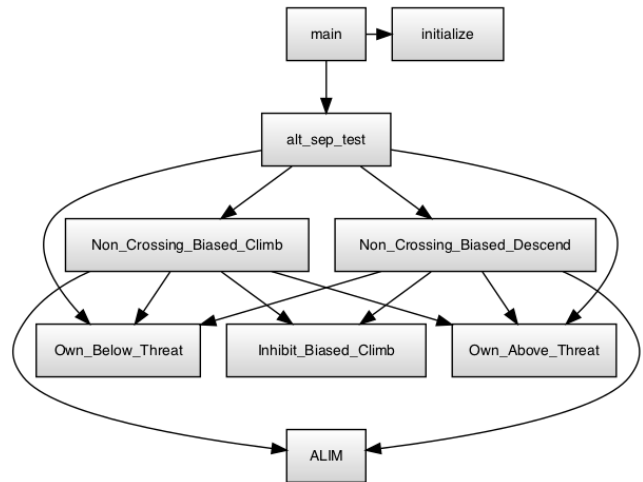 main
initialize
alt_sep_test
Non_Crossing_Biased_Climb
Non_Crossing_Biased_Descend
Own_Below_Threat
Inhibit_Biased_Climb
Own_Above_Threat
ALIM